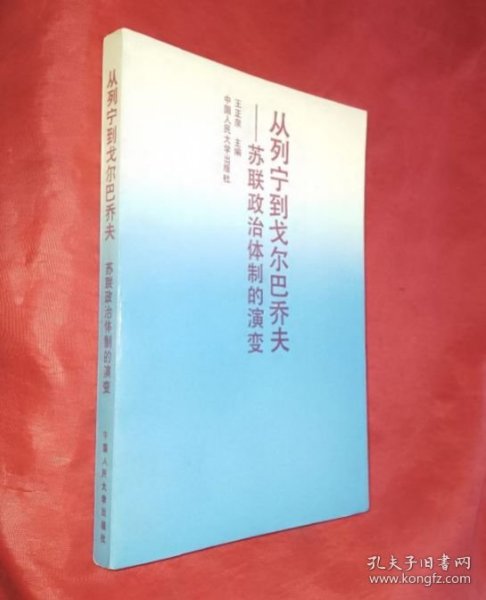 从列宁到戈尔巴乔夫
——苏联政治体制的演变
王正泉 主编
中国人民大学出版社
从列宁到戈尔巴乔夫 苏联政治体制的演变
中国人民大学出版社
孔夫子旧书网
www.kongfz.com